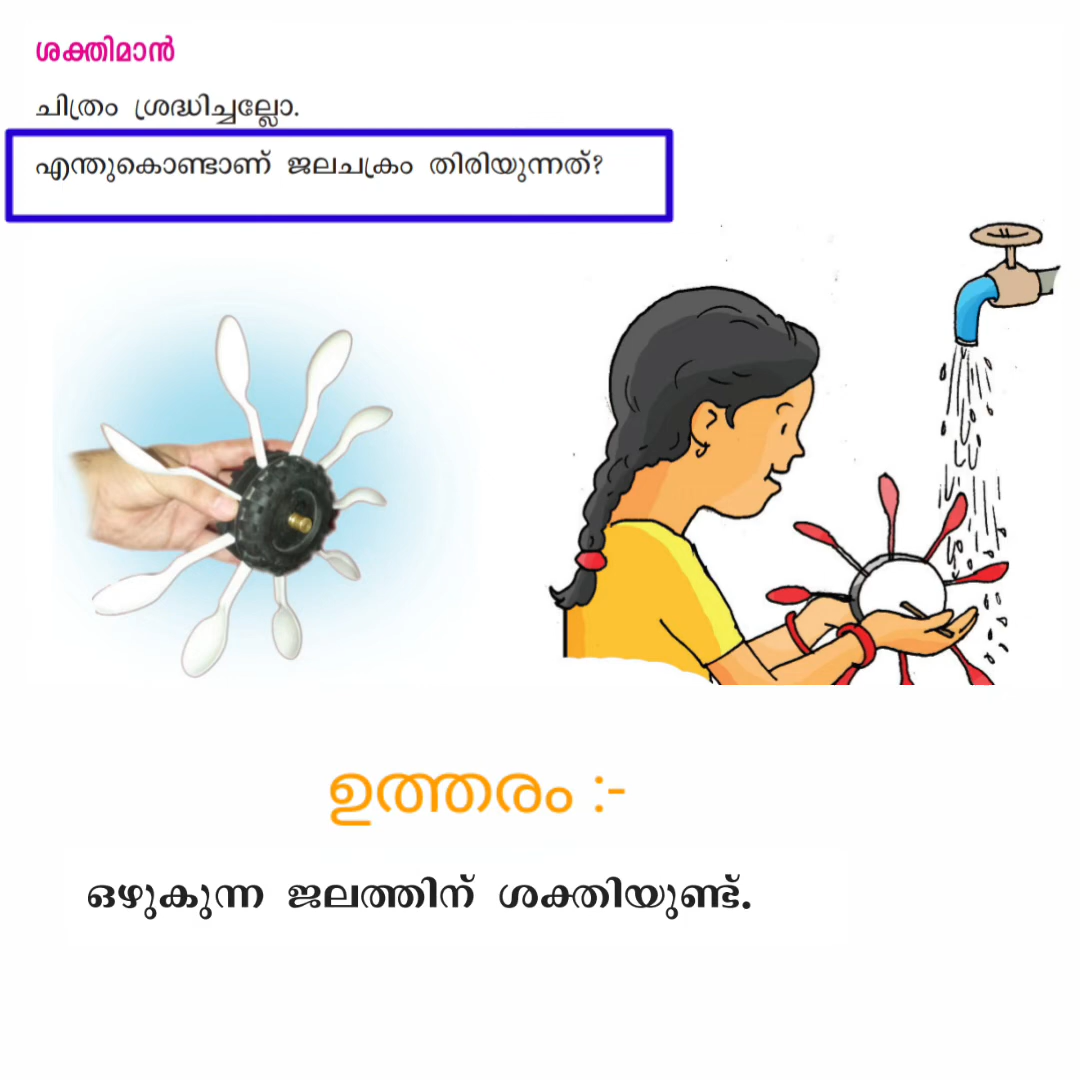 ശക്തിമാൻ
ചിത്രം ശ്രദ്ധിച്ചല്ലോ.
എന്തുകൊണ്ടാണ് ജലചക്രം തിരിയുന്നത്?
ഉത്തരം :-
ഒഴുകുന്ന ജലത്തിന് ശക്തിയുണ്ട്.